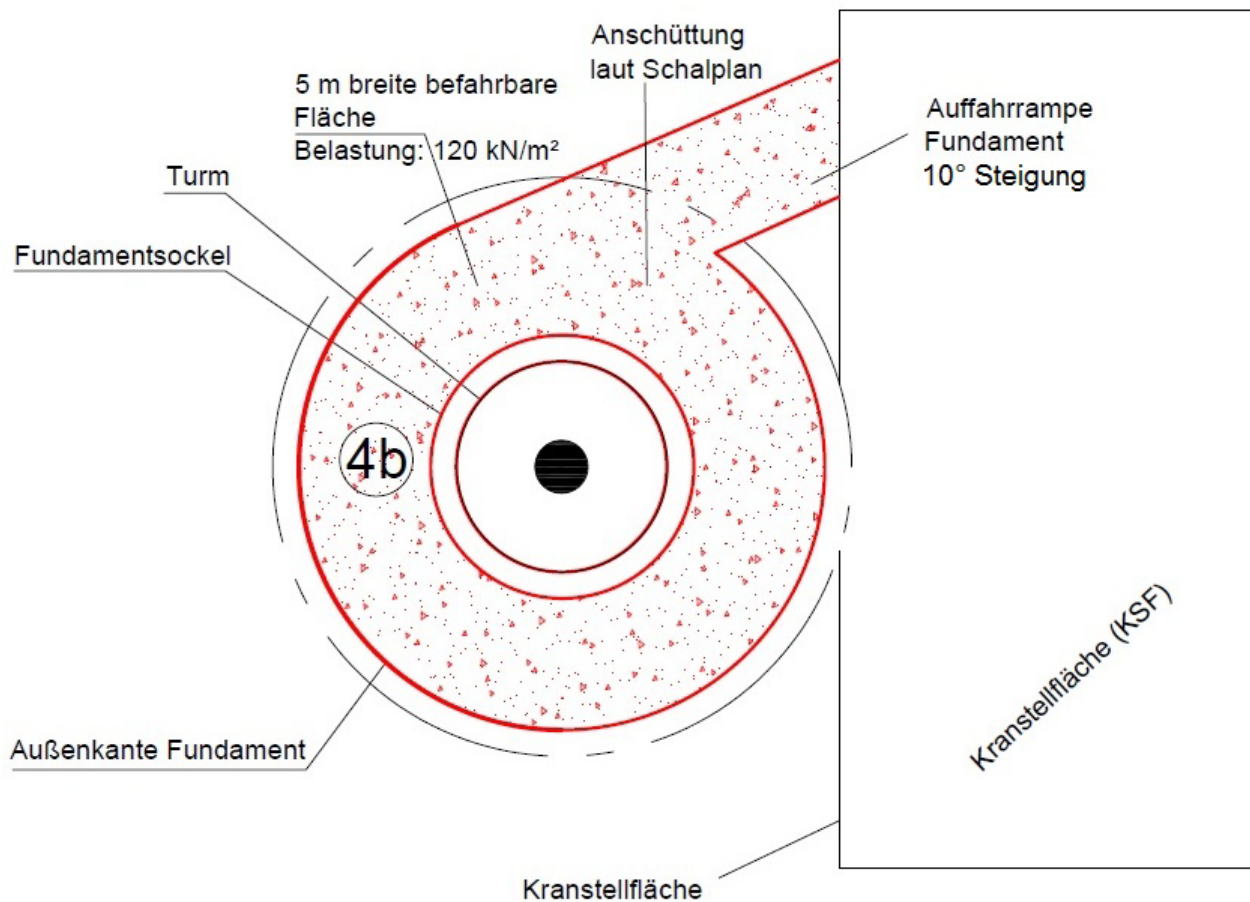 Anschüttung
laut Schalplan
5 m breite befahrbare
Fläche
Belastung: 120 kN/m²
Auffahrrampe
Fundament
10° Steigung
Turm
Fundamentsockel
4b
Außenkante Fundament
Kranstellfläche (KSF)
Kranstellfläche